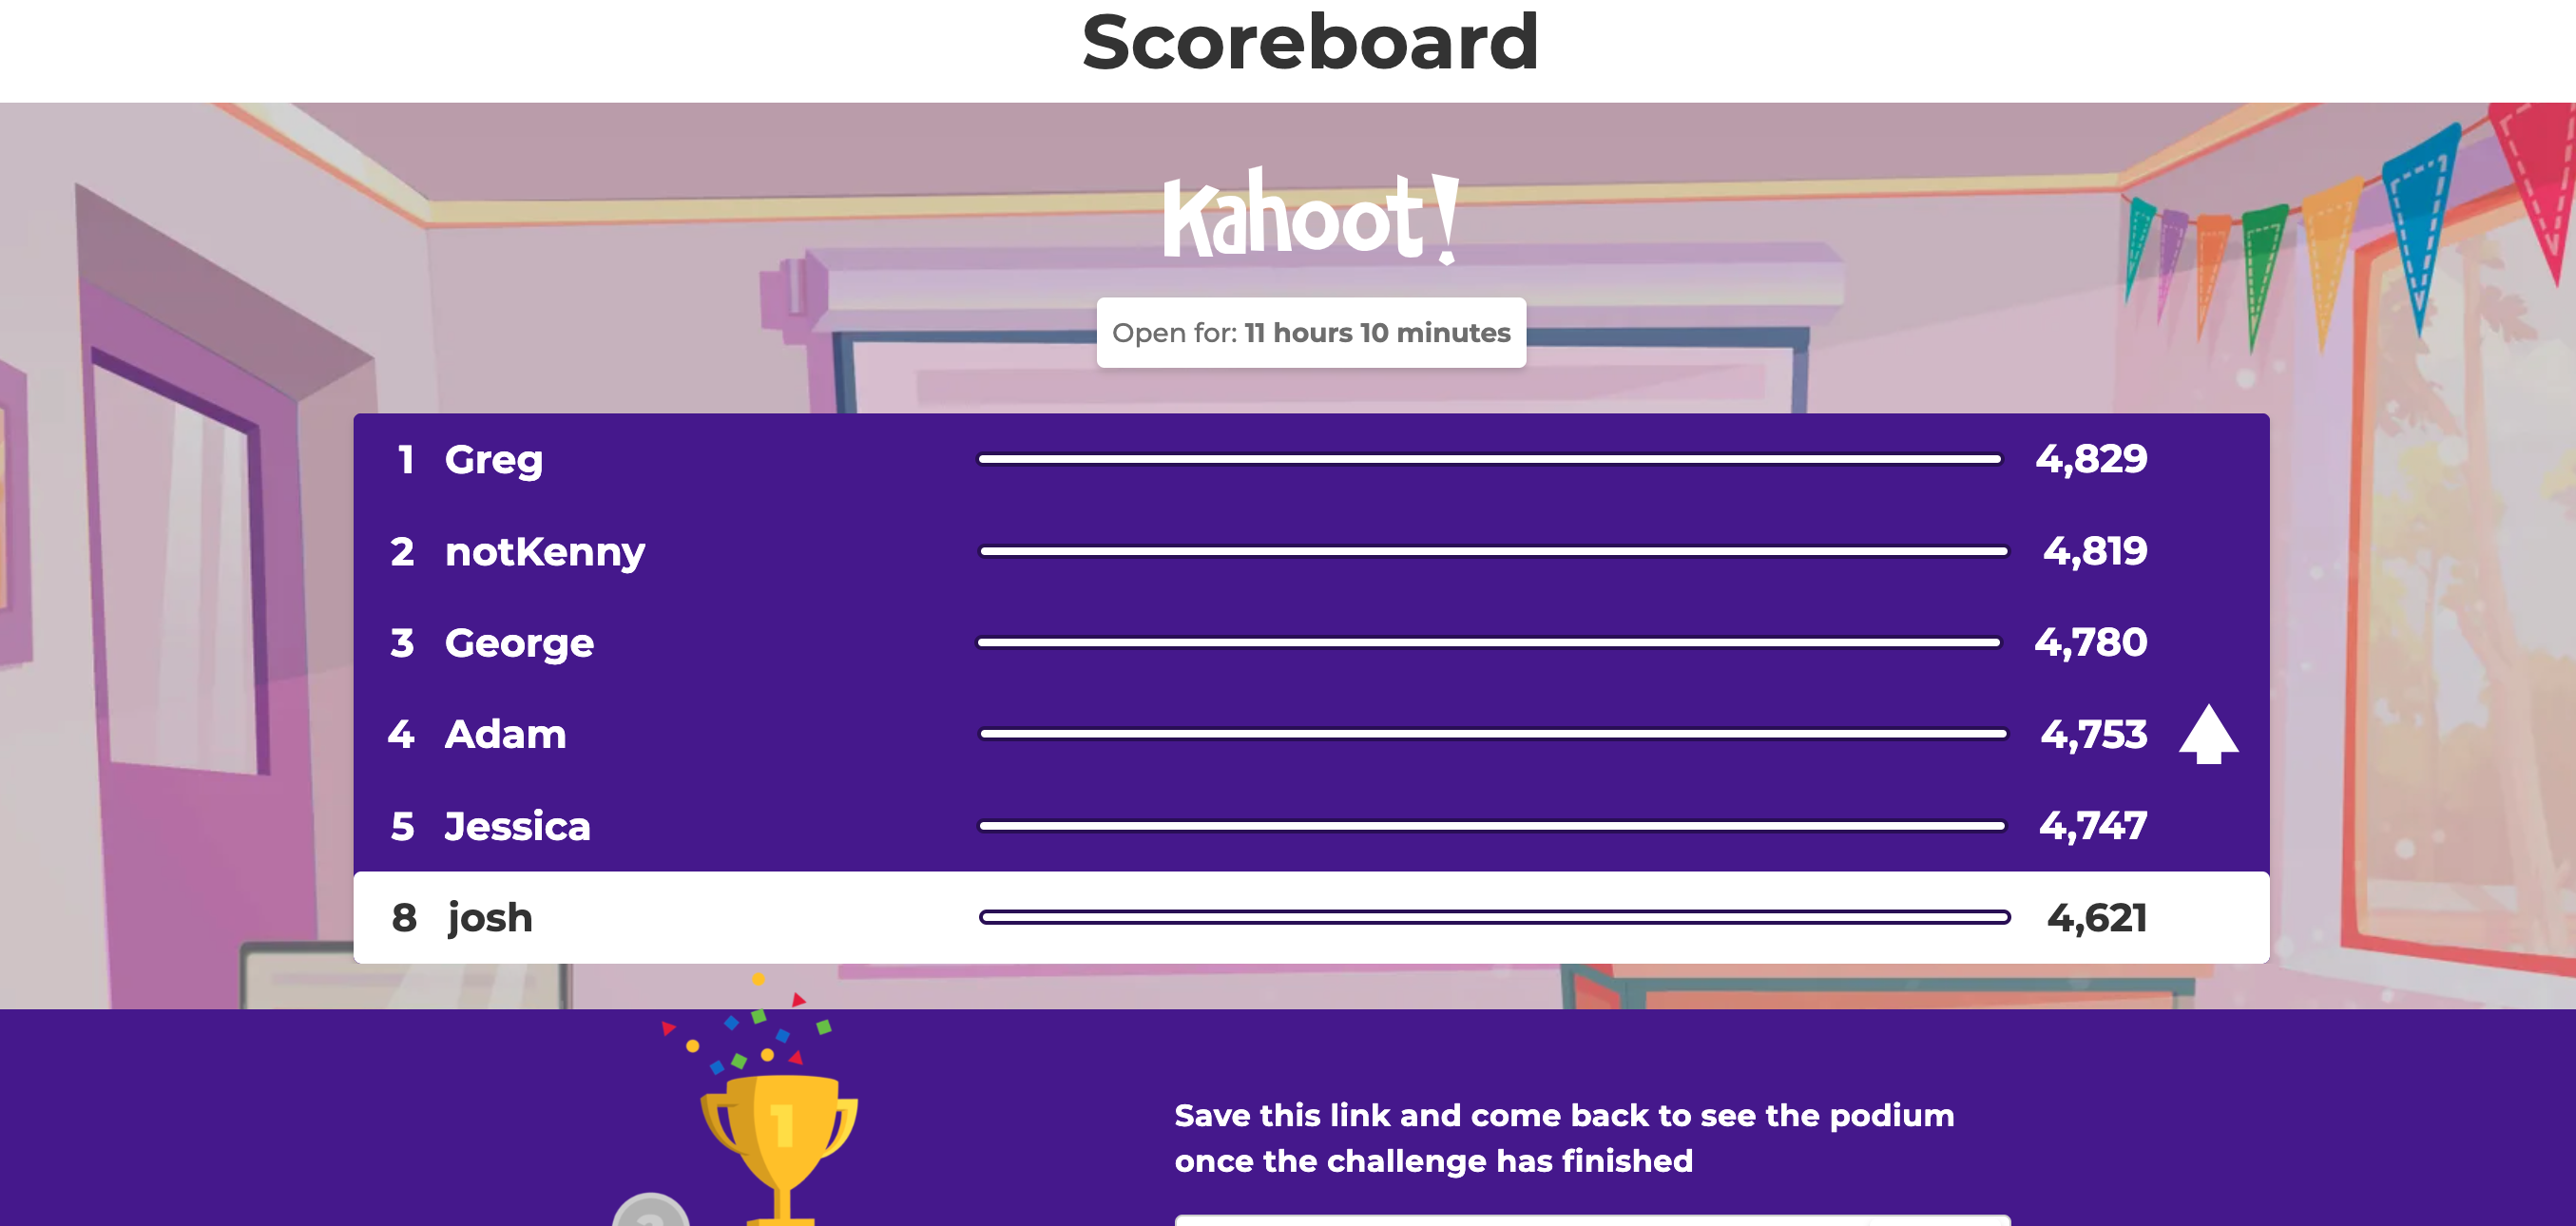 Scoreboard
Kahoot!
Open for: 11 hours 10 minutes
1 Greg 4,829
2 notKenny 4,819
3 George 4,780
4 Adam 4,753
5 Jessica 4,747
8 josh 4,621
1
Save this link and come back to see the podium
once the challenge has finished